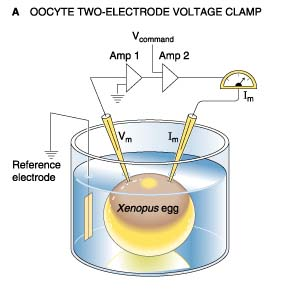 A OOCYTE TWO-ELECTRODE VOLTAGE CLAMP
Vcommand
Amp 1 Amp 2
Im
Vm Im
Reference
electrode
Xenopus egg